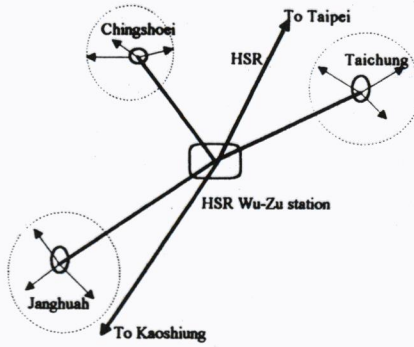 To Taipei
Chingshoei
HSR
Taichung
HSR Wu-Zu station
Janghuah
To Kaoshiung